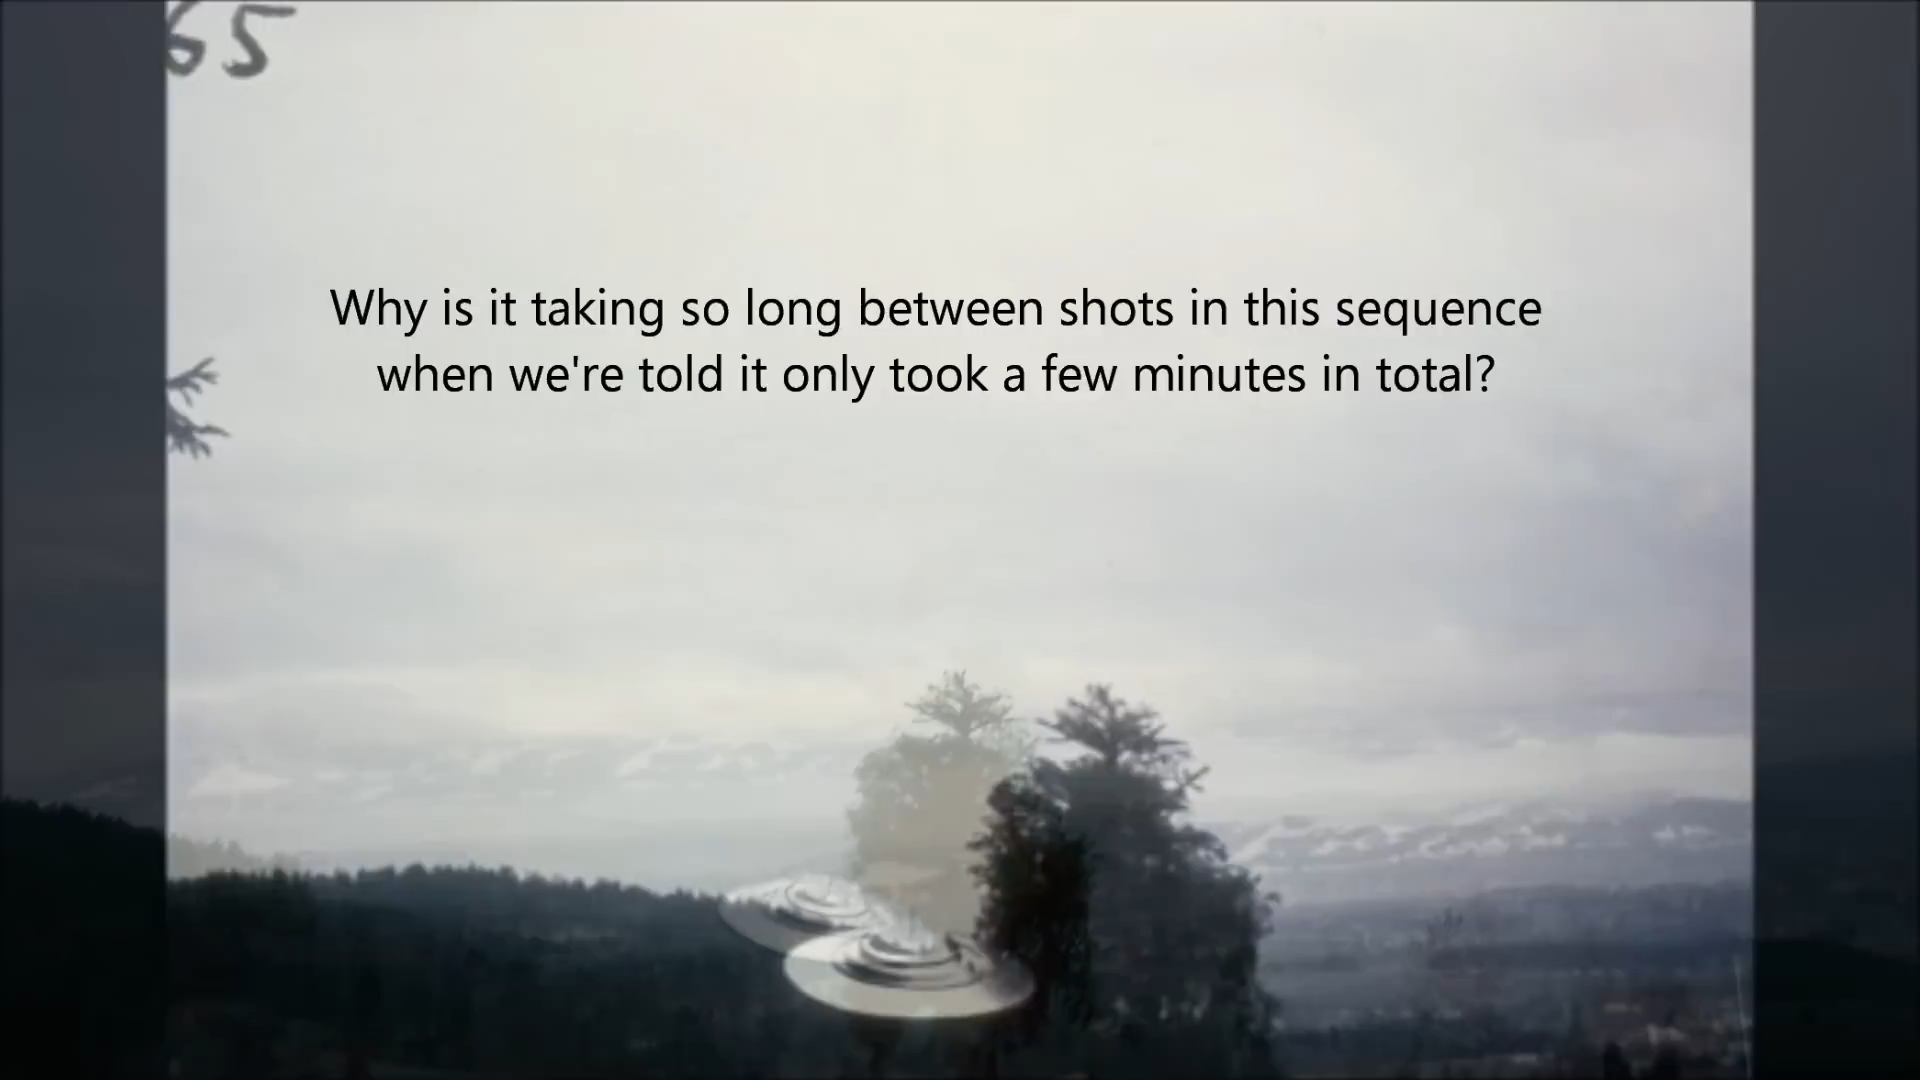 65
Why is it taking so long between shots in this sequence
when we're told it only took a few minutes in total?